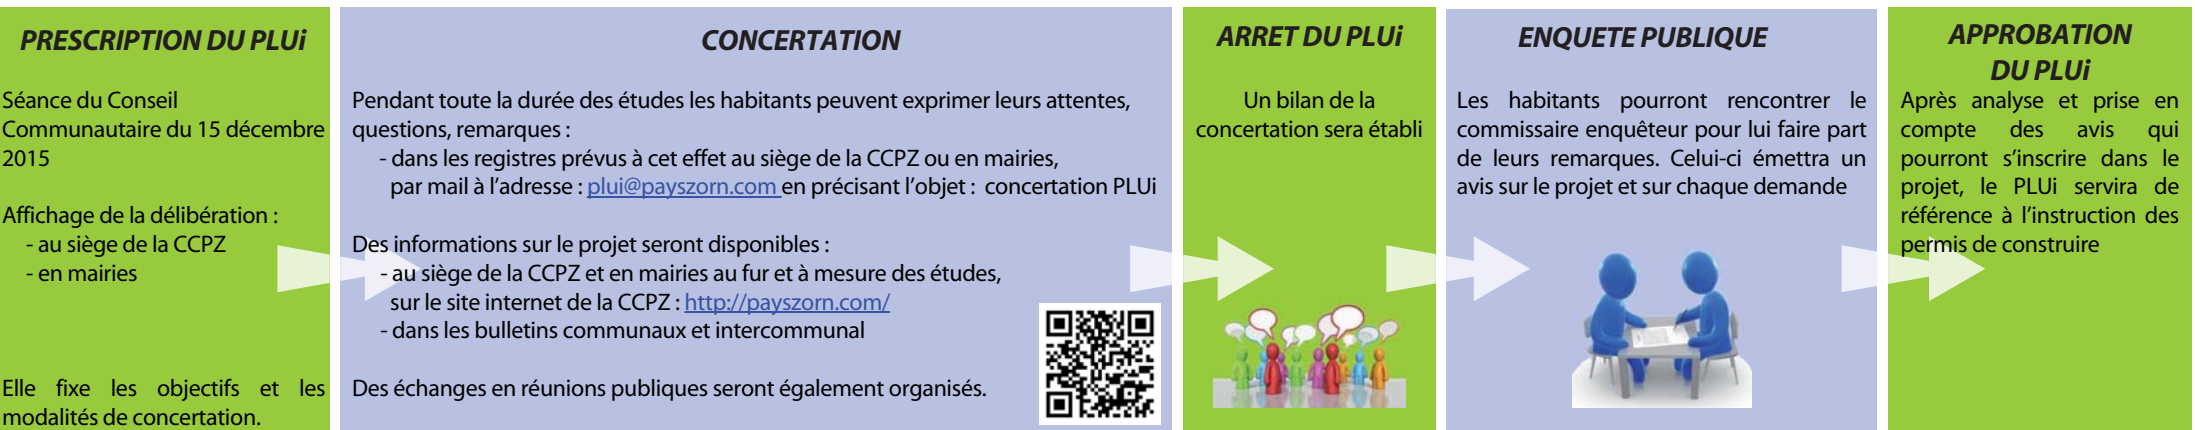 PRESCRIPTION DU PLUi
Séance du Conseil
Communautaire du 15 décembre
2015
Affichage de la délibération :
- au siège de la CCPZ
- en mairies
Elle fixe les objectifs et les
modalités de concertation.
CONCERTATION
Pendant toute la durée des études les habitants peuvent exprimer leurs attentes,
questions, remarques :
- dans les registres prévus à cet effet au siège de la CCPZ ou en mairies,
par mail à l'adresse : plui@payszorn.com en précisant l'objet : concertation PLUi
Des informations sur le projet seront disponibles :
- au siège de la CCPZ et en mairies au fur et à mesure des études,
sur le site internet de la CCPZ : http://payszorn.com/
- dans les bulletins communaux et intercommunal
Des échanges en réunions publiques seront également organisés.
ARRET DU PLUi
Un bilan de la
concertation sera établi
ENQUETE PUBLIQUE
Les habitants pourront rencontrer le
commissaire enquêteur pour lui faire part
de leurs remarques. Celui-ci émettra un
avis sur le projet et sur chaque demande
APPROBATION
DU PLUi
Après analyse et prise en
compte des avis qui
pourront s'inscrire dans le
projet, le PLUi servira de
référence à l'instruction des
permis de construire